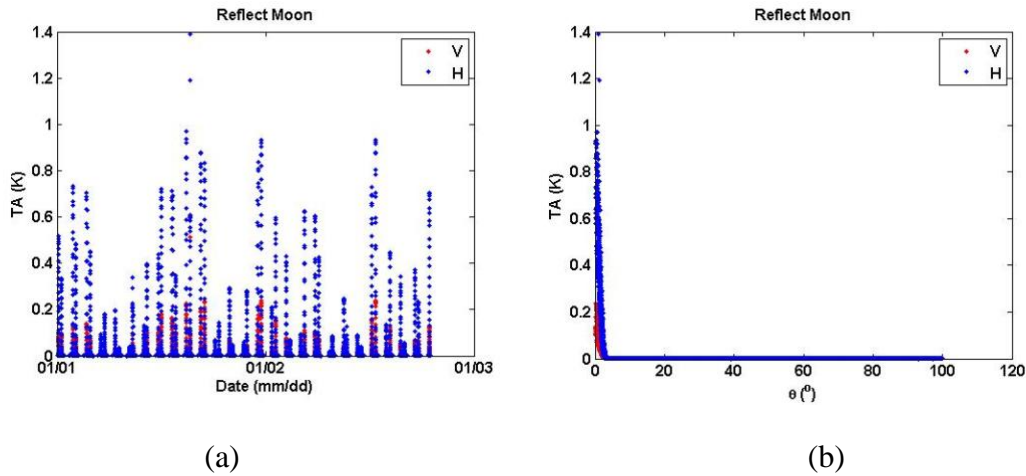 Reflect Moon
1.4
1.2
1
0.8
0.6
0.4
0.2
0
TA (K)
V
H
01/01
01/02
01/03
Date (mm/dd)
(a)
Reflect Moon
1.4
1.2
1
0.8
0.6
0.4
0.2
0
TA (K)
V
H
0
20
40
60
80
100
120
θ (º)
(b)